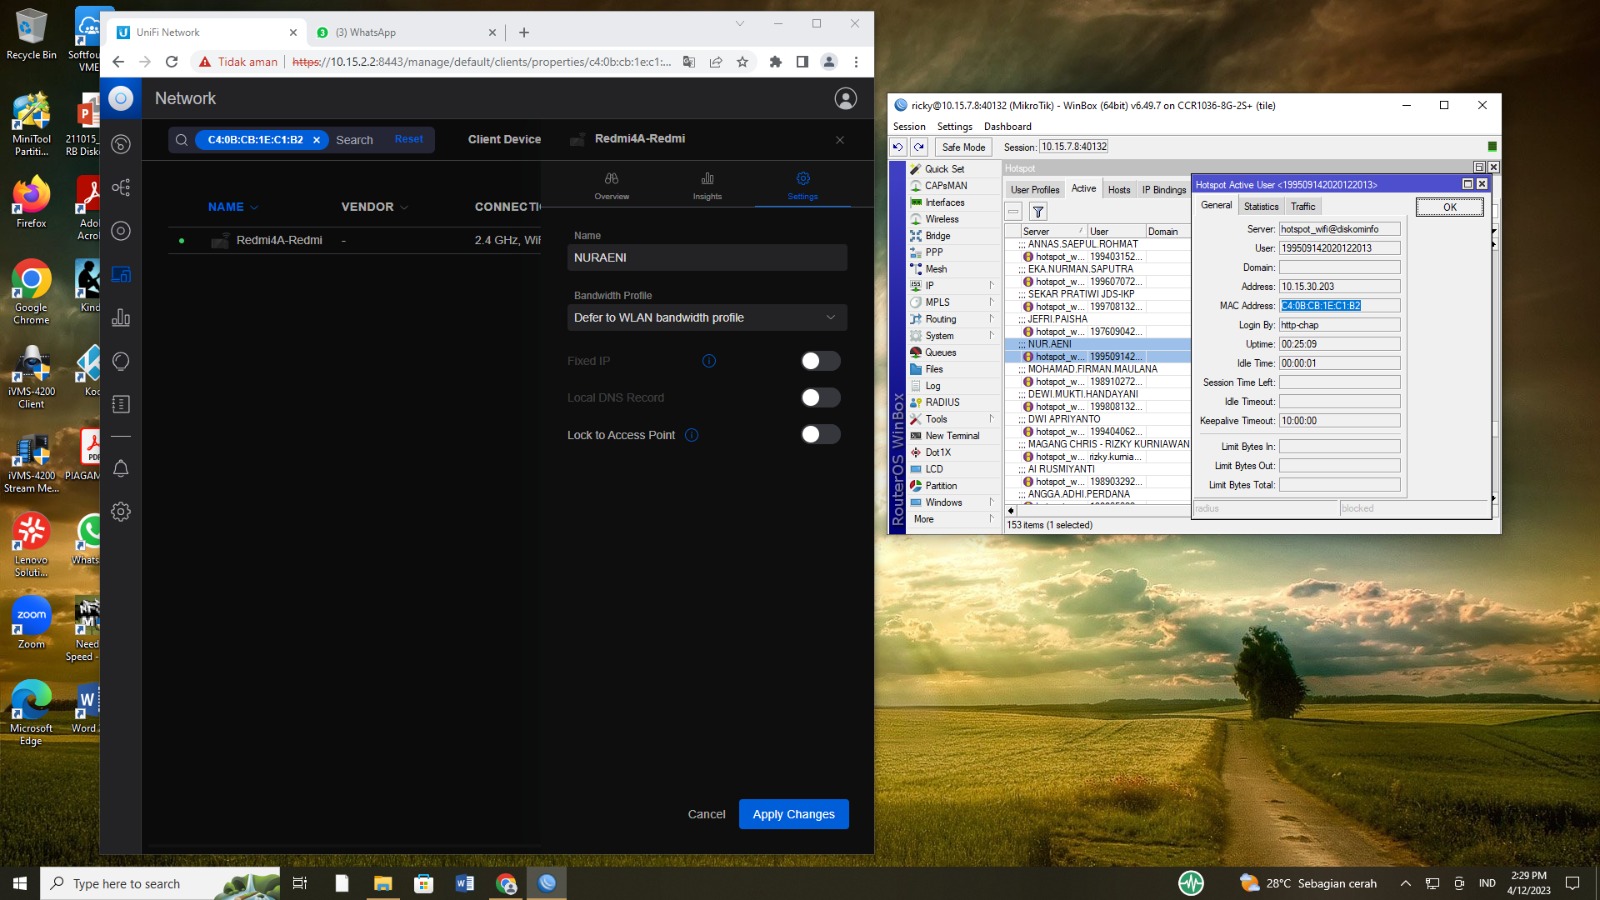 Recycle Bin
Softfou...
VME
MiniTool
Partiti...
211015_
RB Disk
Firefox
Ado
Acro
Google
Chrome
Kind
iVMS-4200
Client
Ko
iVMS-4200
Stream Me...
PDF
PIAGAM
Lenovo
Soluti...
Whats
zoom
Zoom
Need
Speed -
Microsoft
Edge
Word
UniFi Network
(3) WhatsApp
Tidak aman
https://10.15.2.2:8443/manage/default/clients/properties/c4:0b:cb:1e:c1:...
Network
C4:0B:CB:1E:C1:B2
Search
Reset
Client Device
Redmi4A-Redmi
Overview
Insights
Settings
NAME
VENDOR
CONNECTI
Redmi4A-Redmi
-
2.4 GHz, WiF
Name
NURAENI
Bandwidth Profile
Defer to WLAN bandwidth profile
Fixed IP
Local DNS Record
Lock to Access Point
Cancel
Apply Changes
ricky@10.15.7.8:40132 (MikroTik) - WinBox (64bit) v6.49.7 on CCR1036-8G-2S+ (tile)
Session Settings Dashboard
Safe Mode
Session: 10.15.7.8:40132
RouterOS WinBox
Quick Set
CAPsMAN
Interfaces
Wireless
Bridge
PPP
Mesh
IP
MPLS
Routing
System
Queues
Files
Log
RADIUS
Tools
New Terminal
Dot1X
LCD
Partition
Windows
More
Hotspot
User Profiles
Active
Hosts
IP Bindings
Server
User
Domain
;;; ANNAS.SAEPUL.ROHMAT
hotspot_w... 199403152...
;;; EKA.NURMAN.SAPUTRA
hotspot_w... 199607072...
;;; SEKAR PRATIWI JDS-IKP
hotspot_w... 199708132...
;;; JEFRI.PAISHA
hotspot_w... 197609042...
;;; NUR.AENI
hotspot_w... 199509142...
;;; MOHAMAD.FIRMAN.MAULANA
hotspot_w... 198910272...
;;; DEWI.MUKTI.HANDAYANI
hotspot_w... 199808132...
;;; DWI APRIYANTO
hotspot_w... 199404062...
;;; MAGANG CHRIS - RIZKY KURNIAWAN
hotspot_w... rizky.kurnia...
;;; AI RUSMIYANTI
hotspot_w... 198903292...
;;; ANGGA.ADHI.PERDANA
153 items (1 selected)
Hotspot Active User <199509142020122013>
General
Statistics
Traffic
OK
Server: hotspot_wifi@diskominfo
User: 199509142020122013
Domain:
Address: 10.15.30.203
MAC Address: C4:0B:CB:1E:C1:B2
Login By: http-chap
Uptime: 00:25:09
Idle Time: 00:00:01
Session Time Left:
Idle Timeout:
Keepalive Timeout: 10:00:00
Limit Bytes In:
Limit Bytes Out:
Limit Bytes Total:
radius
blocked
Type here to search
28°C Sebagian cerah
IND
2:29 PM
4/12/2023